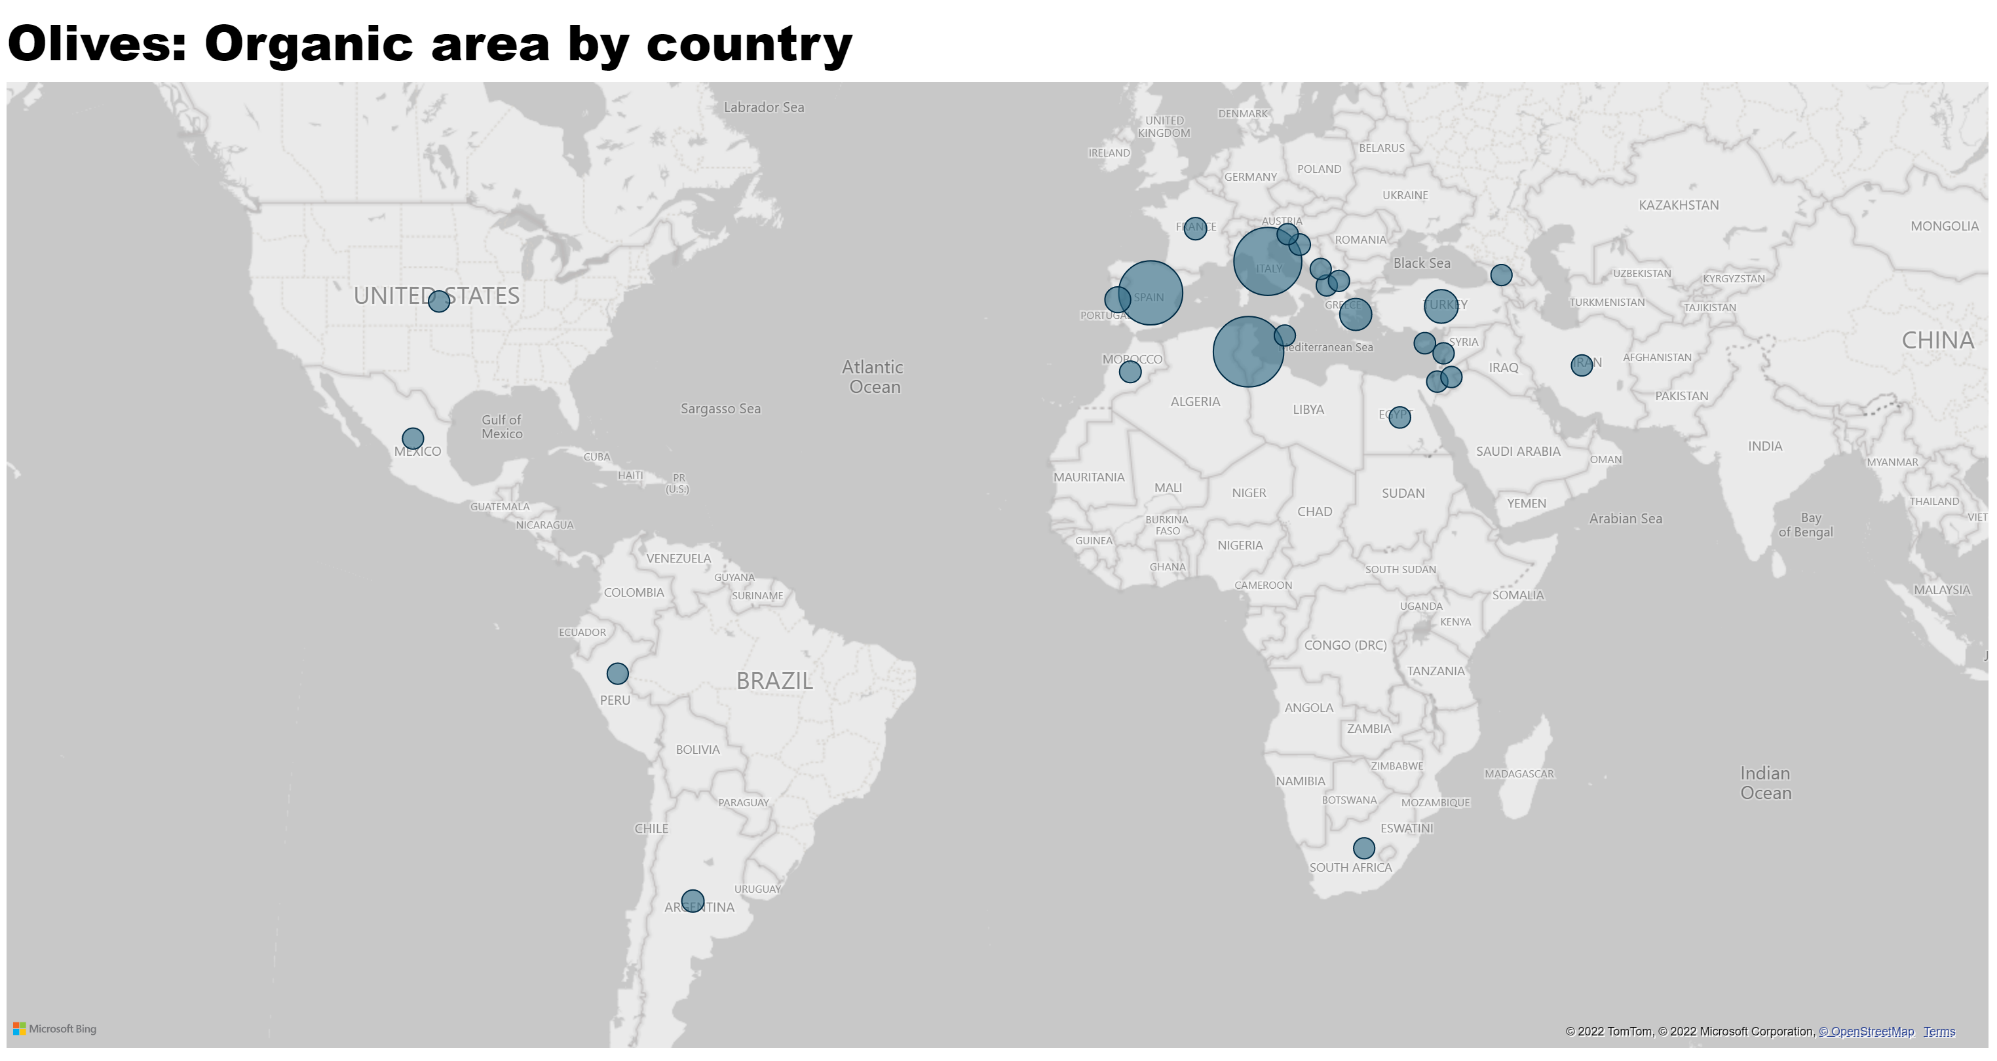 Olives: Organic area by country
Labrador Sea
DENMARK
UNITED
KINGDOM
IRELAND
BELARUS
POLAND
GERMANY
UKRAINE
KAZAKHSTAN
MONGOLIA
FRANCE
AUSTRIA
ROMANIA
Black Sea
ITALY
UZBEKISTAN
KYRGYZSTAN
UNITED STATES
SPAIN
PORTUGAL
GREECE
TURKEY
TURKMENISTAN
TAJIKISTAN
CHINA
SYRIA
Mediterranean Sea
MOROCCO
IRAQ
IRAN
AFGHANISTAN
Atlantic
Ocean
PAKISTAN
ALGERIA
LIBYA
EGYPT
Sargasso Sea
Gulf of
Mexico
MEXICO
INDIA
SAUDI ARABIA
OMAN
MYANMAR
CUBA
HAITI
PR
(U.S.)
MAURITANIA
MALI
NIGER
SUDAN
YEMEN
THAILAND
GUATEMALA
CHAD
Arabian Sea
Bay
of Bengal
VIET
NICARAGUA
BURKINA
FASO
GUINEA
NIGERIA
VENEZUELA
GHANA
SOUTH SUDAN
GUYANA
CAMEROON
COLOMBIA
SURINAME
SOMALIA
MALAYSIA
UGANDA
KENYA
ECUADOR
CONGO (DRC)
TANZANIA
BRAZIL
PERU
ANGOLA
ZAMBIA
BOLIVIA
ZIMBABWE
NAMIBIA
MADAGASCAR
Indian
Ocean
BOTSWANA
MOZAMBIQUE
PARAGUAY
CHILE
ESWATINI
SOUTH AFRICA
URUGUAY
ARGENTINA
Microsoft Bing
© 2022 TomTom, © 2022 Microsoft Corporation, © OpenStreetMap Terms